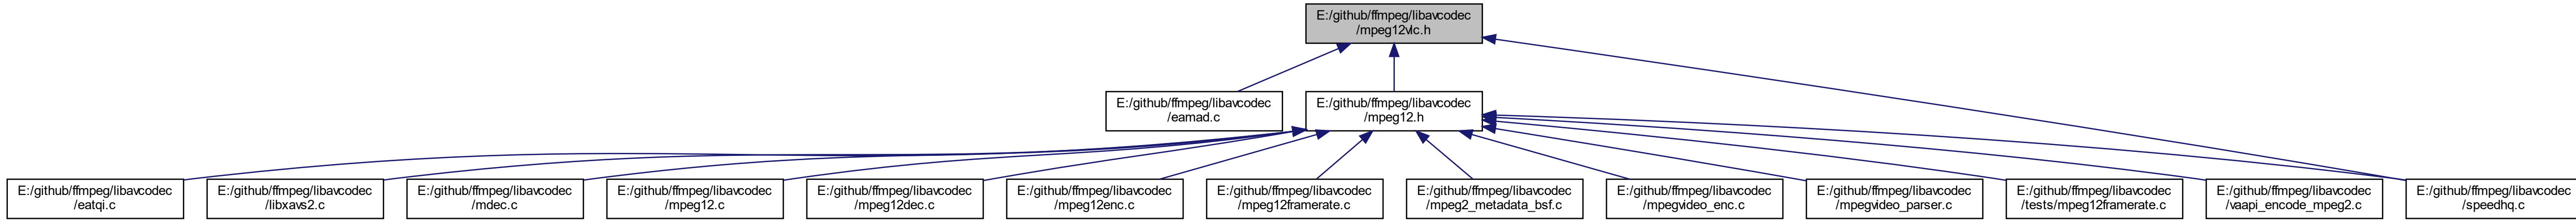 E:/github/ffmpeg/libavcodec
/mpeg12vlc.h
E:/github/ffmpeg/libavcodec
/eamad.c
E:/github/ffmpeg/libavcodec
/mpeg12.h
E:/github/ffmpeg/libavcodec
/eatqi.c
E:/github/ffmpeg/libavcodec
/libxavs2.c
E:/github/ffmpeg/libavcodec
/mdec.c
E:/github/ffmpeg/libavcodec
/mpeg12.c
E:/github/ffmpeg/libavcodec
/mpeg12dec.c
E:/github/ffmpeg/libavcodec
/mpeg12enc.c
E:/github/ffmpeg/libavcodec
/mpeg12framerate.c
E:/github/ffmpeg/libavcodec
/mpeg2_metadata_bsf.c
E:/github/ffmpeg/libavcodec
/mpegvideo_enc.c
E:/github/ffmpeg/libavcodec
/mpegvideo_parser.c
E:/github/ffmpeg/libavcodec
/tests/mpeg12framerate.c
E:/github/ffmpeg/libavcodec
/vaapi_encode_mpeg2.c
E:/github/ffmpeg/libavcodec
/speedhq.c